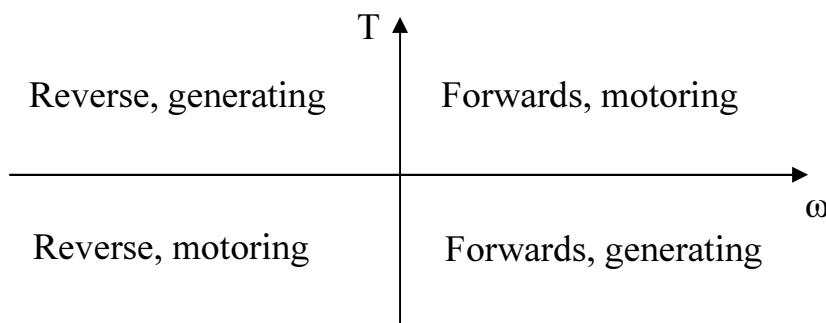 T
Reverse, generating
Forwards, motoring
ω
Reverse, motoring
Forwards, generating